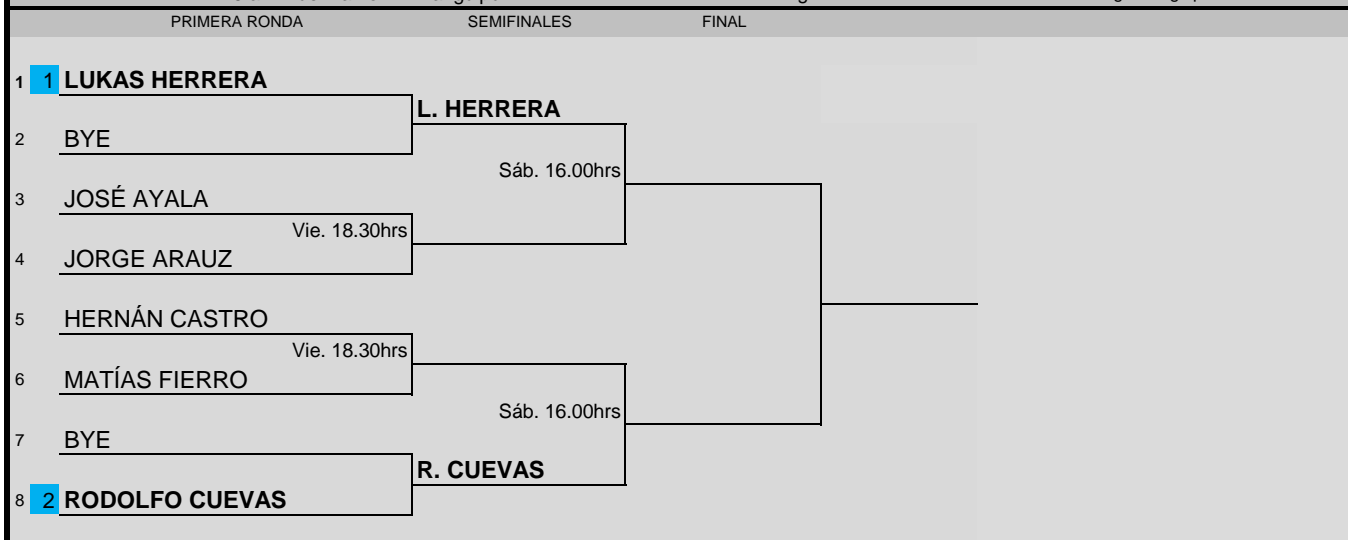 PRIMERA RONDA SEMIFINALES FINAL
1 1 LUKAS HERRERA
L. HERRERA
2 BYE
Sáb. 16.00hrs
3 JOSÉ AYALA
Vie. 18.30hrs
4 JORGE ARAUZ
5 HERNÁN CASTRO
Vie. 18.30hrs
6 MATÍAS FIERRO
Sáb. 16.00hrs
7 BYE
R. CUEVAS
8 2 RODOLFO CUEVAS